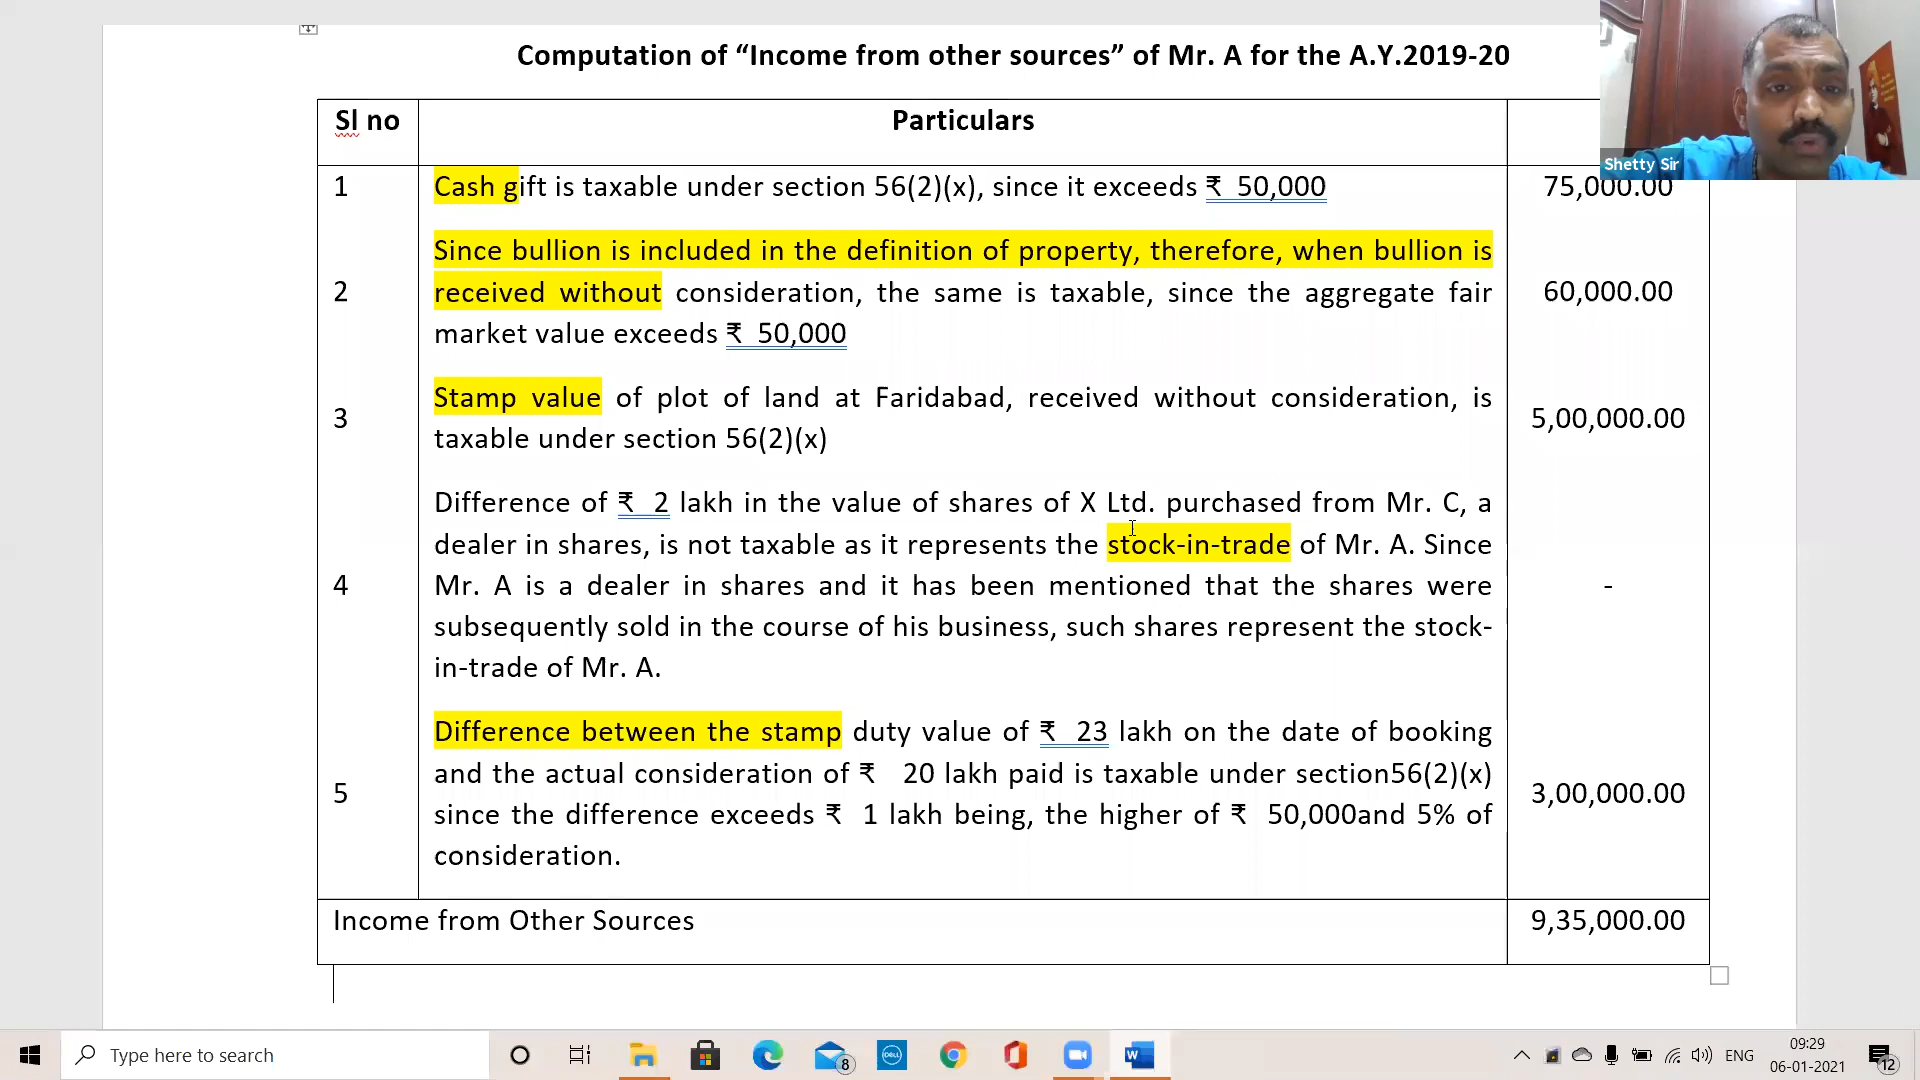 Computation of “Income from other sources” of Mr. A for the A.Y.2019-20
Sl no
Particulars
Shetty Sir
1
Cash gift is taxable under section 56(2)(x), since it exceeds ₹ 50,000
75,000.00
Since bullion is included in the definition of property, therefore, when bullion is
2
received without consideration, the same is taxable, since the aggregate fair
60,000.00
market value exceeds ₹ 50,000
3
Stamp value of plot of land at Faridabad, received without consideration, is
taxable under section 56(2)(x)
5,00,000.00
Difference of ₹ 2 lakh in the value of shares of X Ltd. purchased from Mr. C, a
dealer in shares, is not taxable as it represents the stock-in-trade of Mr. A. Since
4
Mr. A is a dealer in shares and it has been mentioned that the shares were
-
subsequently sold in the course of his business, such shares represent the stock-
in-trade of Mr. A.
Difference between the stamp duty value of ₹ 23 lakh on the date of booking
and the actual consideration of ₹ 20 lakh paid is taxable under section56(2)(x)
5
since the difference exceeds ₹ 1 lakh being, the higher of ₹ 50,000and 5% of
3,00,000.00
consideration.
Income from Other Sources
9,35,000.00
Type here to search
8
DELL
W
ENG
09:29
06-01-2021
12